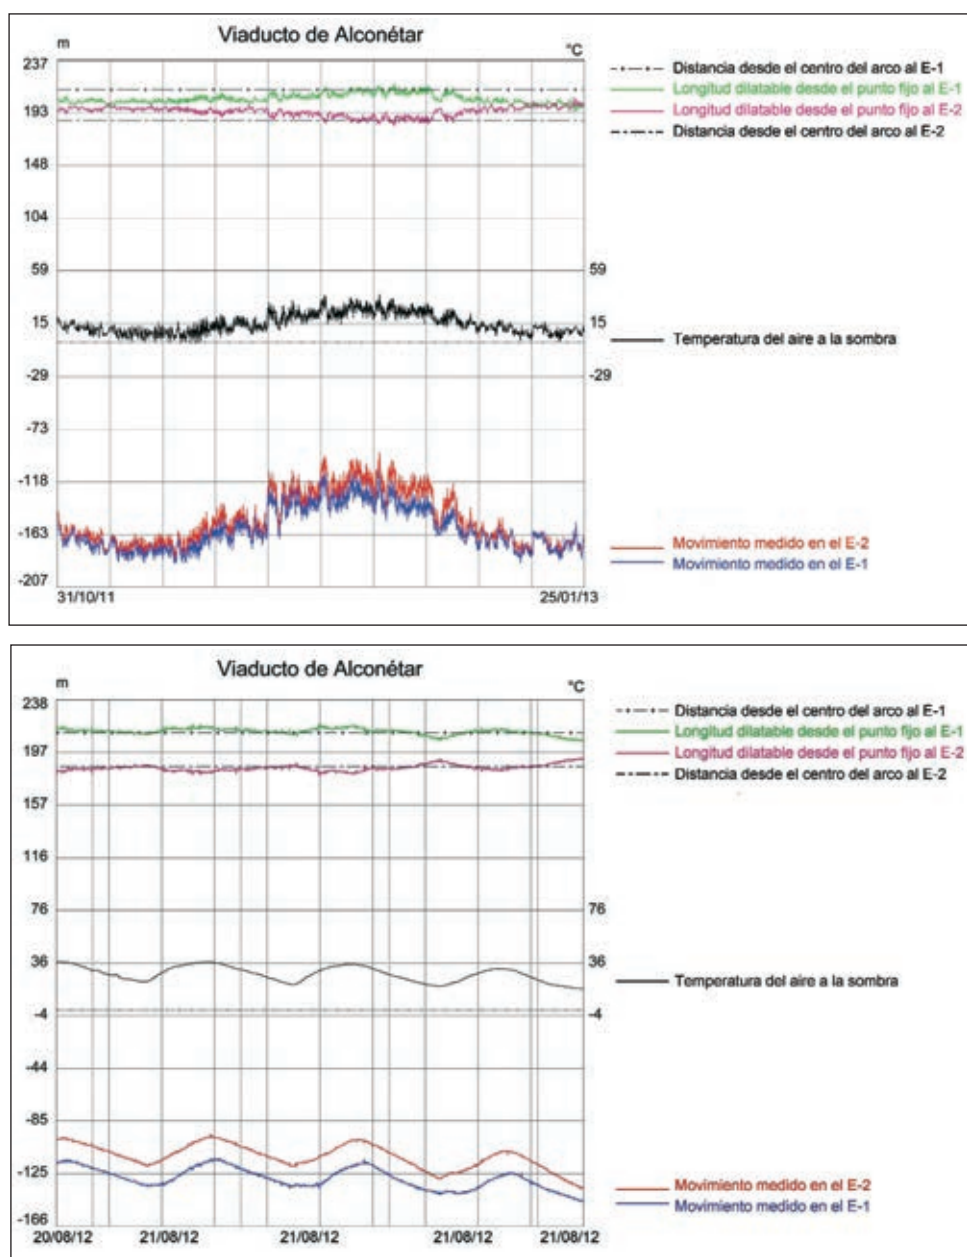 Viaducto de Alconétar
m
°C
237
193
148
104
59
15
-29
-73
-118
-163
-207
59
15
-29
31/10/11
25/01/13
Distancia desde el centro del arco al E-1
Longitud dilatable desde el punto fijo al E-1
Longitud dilatable desde el punto fijo al E-2
Distancia desde el centro del arco al E-2
Temperatura del aire a la sombra
Movimiento medido en el E-2
Movimiento medido en el E-1
Viaducto de Alconétar
m
°C
238
197
157
116
76
36
-4
-44
-85
-125
-166
76
36
-4
20/08/12
21/08/12
21/08/12
21/08/12
21/08/12
Distancia desde el centro del arco al E-1
Longitud dilatable desde el punto fijo al E-1
Longitud dilatable desde el punto fijo al E-2
Distancia desde el centro del arco al E-2
Temperatura del aire a la sombra
Movimiento medido en el E-2
Movimiento medido en el E-1